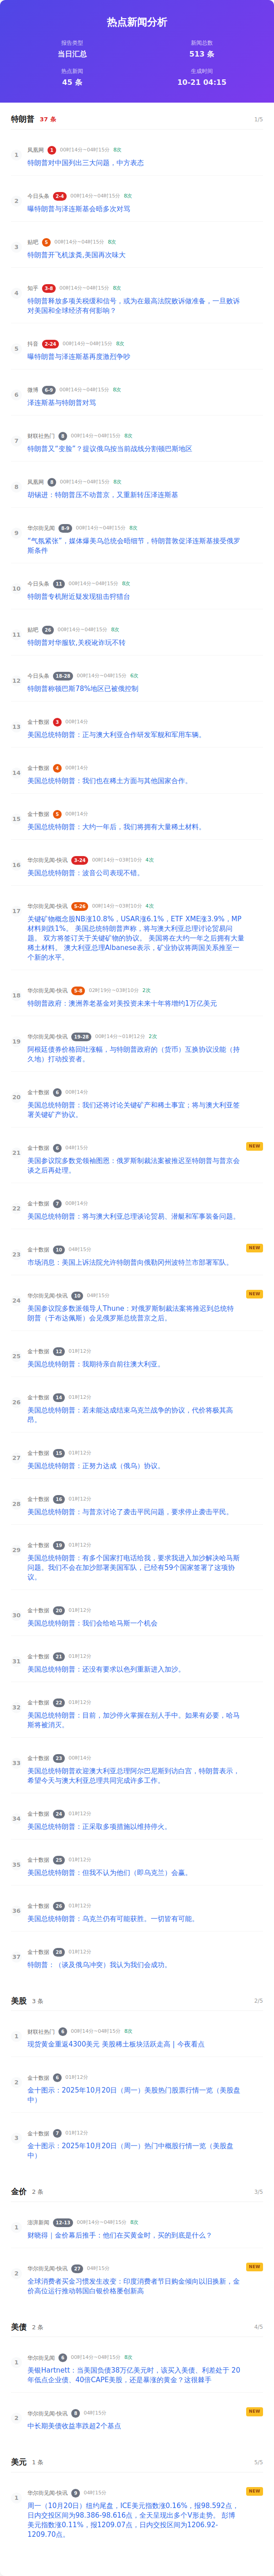 热点新闻分析
报告类型
当日汇总
新闻总数
513 条
热点新闻
45 条
生成时间
10-21 04:15
特朗普 37 条 1/5
1
凤凰网 1 00时14分~04时15分 8次
特朗普对中国列出三大问题，中方表态
2
今日头条 2-4 00时14分~04时15分 8次
曝特朗普与泽连斯基会晤多次对骂
3
贴吧 5 00时14分~04时15分 8次
特朗普开飞机泼粪,美国再次味大
4
知乎 3-8 00时14分~04时15分 8次
特朗普释放多项关税缓和信号，或为在最高法院败诉做准备，一旦败诉
对美国和全球经济有何影响？
5
抖音 2-24 00时14分~04时15分 8次
曝特朗普与泽连斯基再度激烈争吵
6
微博 6-9 00时14分~04时15分 8次
泽连斯基与特朗普对骂
7
财联社热门 8 00时14分~04时15分 8次
特朗普又“变脸”？提议俄乌按当前战线分割顿巴斯地区
8
凤凰网 8 00时14分~04时15分 8次
胡锡进：特朗普压不动普京，又重新转压泽连斯基
9
华尔街见闻 8-9 00时14分~04时15分 8次
“气氛紧张”，媒体爆美乌总统会晤细节，特朗普敦促泽连斯基接受俄罗
斯条件
10
今日头条 11 00时14分~04时15分 8次
特朗普专机附近疑发现狙击狩猎台
11
贴吧 26 00时14分~04时15分 8次
特朗普对华服软,关税讹诈玩不转
12
今日头条 18-28 00时14分~04时15分 6次
特朗普称顿巴斯78%地区已被俄控制
13
金十数据 3 00时14分
美国总统特朗普：正与澳大利亚合作研发军舰和军用车辆。
14
金十数据 4 00时14分
美国总统特朗普：我们也在稀土方面与其他国家合作。
15
金十数据 5 00时14分
美国总统特朗普：大约一年后，我们将拥有大量稀土材料。
16
华尔街见闻-快讯 3-24 00时14分~03时10分 4次
美国总统特朗普：波音公司表现不错。
17
华尔街见闻-快讯 5-26 00时14分~03时10分 4次
关键矿物概念股NB涨10.8%，USAR涨6.1%，ETF XME涨3.9%，MP
材料则跌1%。 美国总统特朗普声称，将与澳大利亚总理讨论贸易问
题。 双方将签订关于关键矿物的协议。 美国将在大约一年之后拥有大量
稀土材料。 澳大利亚总理Albanese表示，矿业协议将两国关系推至一
个新的水平。
18
华尔街见闻-快讯 5-8 02时14分~03时10分 2次
特朗普政府：澳洲养老基金对美投资未来十年将增约1万亿美元
19
华尔街见闻-快讯 19-28 00时14分~01时12分 2次
阿根廷债券价格回吐涨幅，与特朗普政府的（货币）互换协议没能（持
久地）打动投资者。
20
金十数据 6 00时14分
美国总统特朗普：我们还将讨论关键矿产和稀土事宜；将与澳大利亚签
署关键矿产协议。
21
金十数据 6 04时15分 NEW
美国参议院多数党领袖图恩：俄罗斯制裁法案被推迟至特朗普与普京会
谈之后再处理。
22
金十数据 7 00时14分
美国总统特朗普：将与澳大利亚总理谈论贸易、潜艇和军事装备问题。
23
金十数据 10 04时15分 NEW
市场消息：美国上诉法院允许特朗普向俄勒冈州波特兰市部署军队。
24
华尔街见闻-快讯 10 04时15分 NEW
美国参议院多数派领导人Thune：对俄罗斯制裁法案将推迟到总统特
朗普（于布达佩斯）会见俄罗斯总统普京之后。
25
金十数据 12 01时12分
美国总统特朗普：我期待亲自前往澳大利亚。
26
金十数据 14 01时12分
美国总统特朗普：若未能达成结束乌克兰战争的协议，代价将极其高
昂。
27
金十数据 15 01时12分
美国总统特朗普：正努力达成（俄乌）协议。
28
金十数据 16 01时12分
美国总统特朗普：与普京讨论了袭击平民问题，要求停止袭击平民。
29
金十数据 19 01时12分
美国总统特朗普：有多个国家打电话给我，要求我进入加沙解决哈马斯
问题。我们不会在加沙部署美国军队，已经有59个国家签署了这项协
议。
30
金十数据 20 01时12分
美国总统特朗普：我们会给哈马斯一个机会
31
金十数据 21 01时12分
美国总统特朗普：还没有要求以色列重新进入加沙。
32
金十数据 22 01时12分
美国总统特朗普：目前，加沙停火掌握在别人手中。如果有必要，哈马
斯将被消灭。
33
金十数据 23 00时14分
美国总统特朗普欢迎澳大利亚总理阿尔巴尼斯到访白宫，特朗普表示，
希望今天与澳大利亚总理共同完成许多工作。
34
金十数据 24 01时12分
美国总统特朗普：正采取多项措施以维持停火。
35
金十数据 25 01时12分
美国总统特朗普：但我不认为他们（即乌克兰）会赢。
36
金十数据 26 01时12分
美国总统特朗普：乌克兰仍有可能获胜。一切皆有可能。
37
金十数据 28 01时12分
特朗普：（谈及俄乌冲突）我认为我们会成功。
美股 3 条 2/5
1
财联社热门 6 00时14分~04时15分 8次
现货黄金重返4300美元 美股稀土板块活跃走高 | 今夜看点
2
金十数据 6 01时12分
金十图示：2025年10月20日（周一）美股热门股票行情一览（美股盘
中）
3
金十数据 7 01时12分
金十图示：2025年10月20日（周一）热门中概股行情一览（美股盘
中）
金价 2 条 3/5
1
澎湃新闻 12-13 00时14分~04时15分 8次
财晓得｜金价幕后推手：他们在买黄金时，买的到底是什么？
2
华尔街见闻-快讯 27 04时15分 NEW
全球消费者买金习惯发生改变：印度消费者节日购金倾向以旧换新，金
价高位运行推动韩国白银价格屡创新高
美债 2 条 4/5
1
华尔街见闻 6 00时14分~04时15分 8次
美银Hartnett：当美国负债38万亿美元时，该买入美债、利差处于 20
年低点企业债、40倍CAPE美股，还是暴涨的黄金？这很棘手
2
华尔街见闻-快讯 8 04时15分 NEW
中长期美债收益率跌超2个基点
美元 1 条 5/5
1
华尔街见闻-快讯 9 04时15分 NEW
周一（10月20日）纽约尾盘，ICE美元指数涨0.16%，报98.592点，
日内交投区间为98.386-98.616点，全天呈现出多个V形走势。 彭博
美元指数涨0.11%，报1209.07点，日内交投区间为1206.92-
1209.70点。